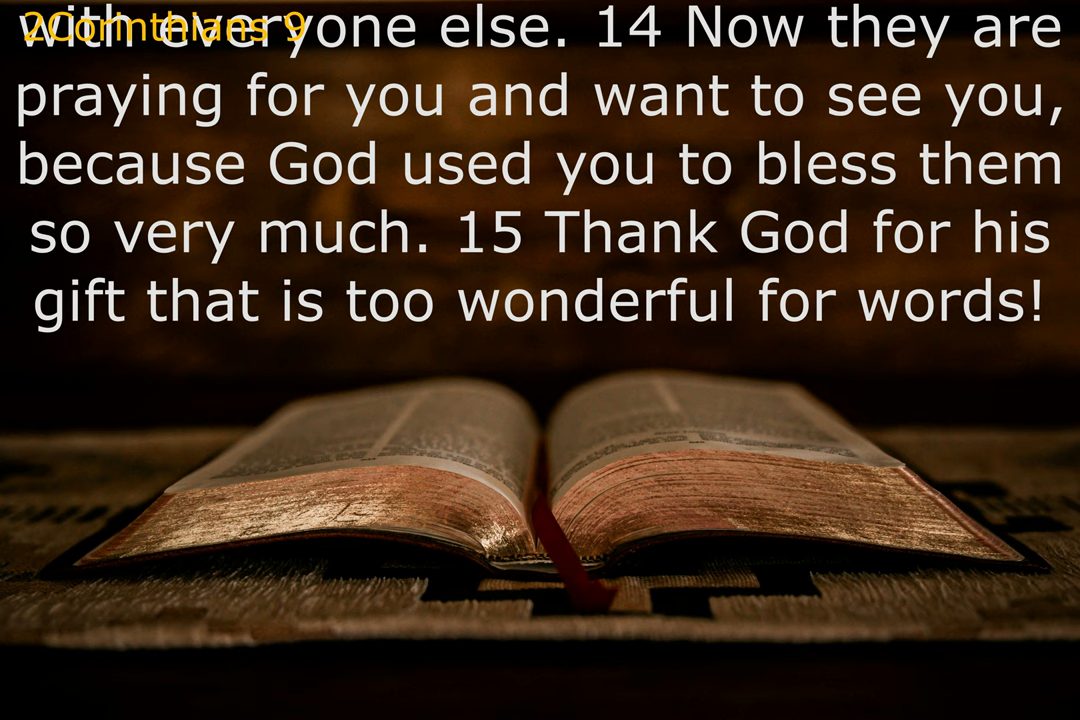 2Corinthians 9
with everyone else. 14 Now they are
praying for you and want to see you,
because God used you to bless them
so very much. 15 Thank God for his
gift that is too wonderful for words!